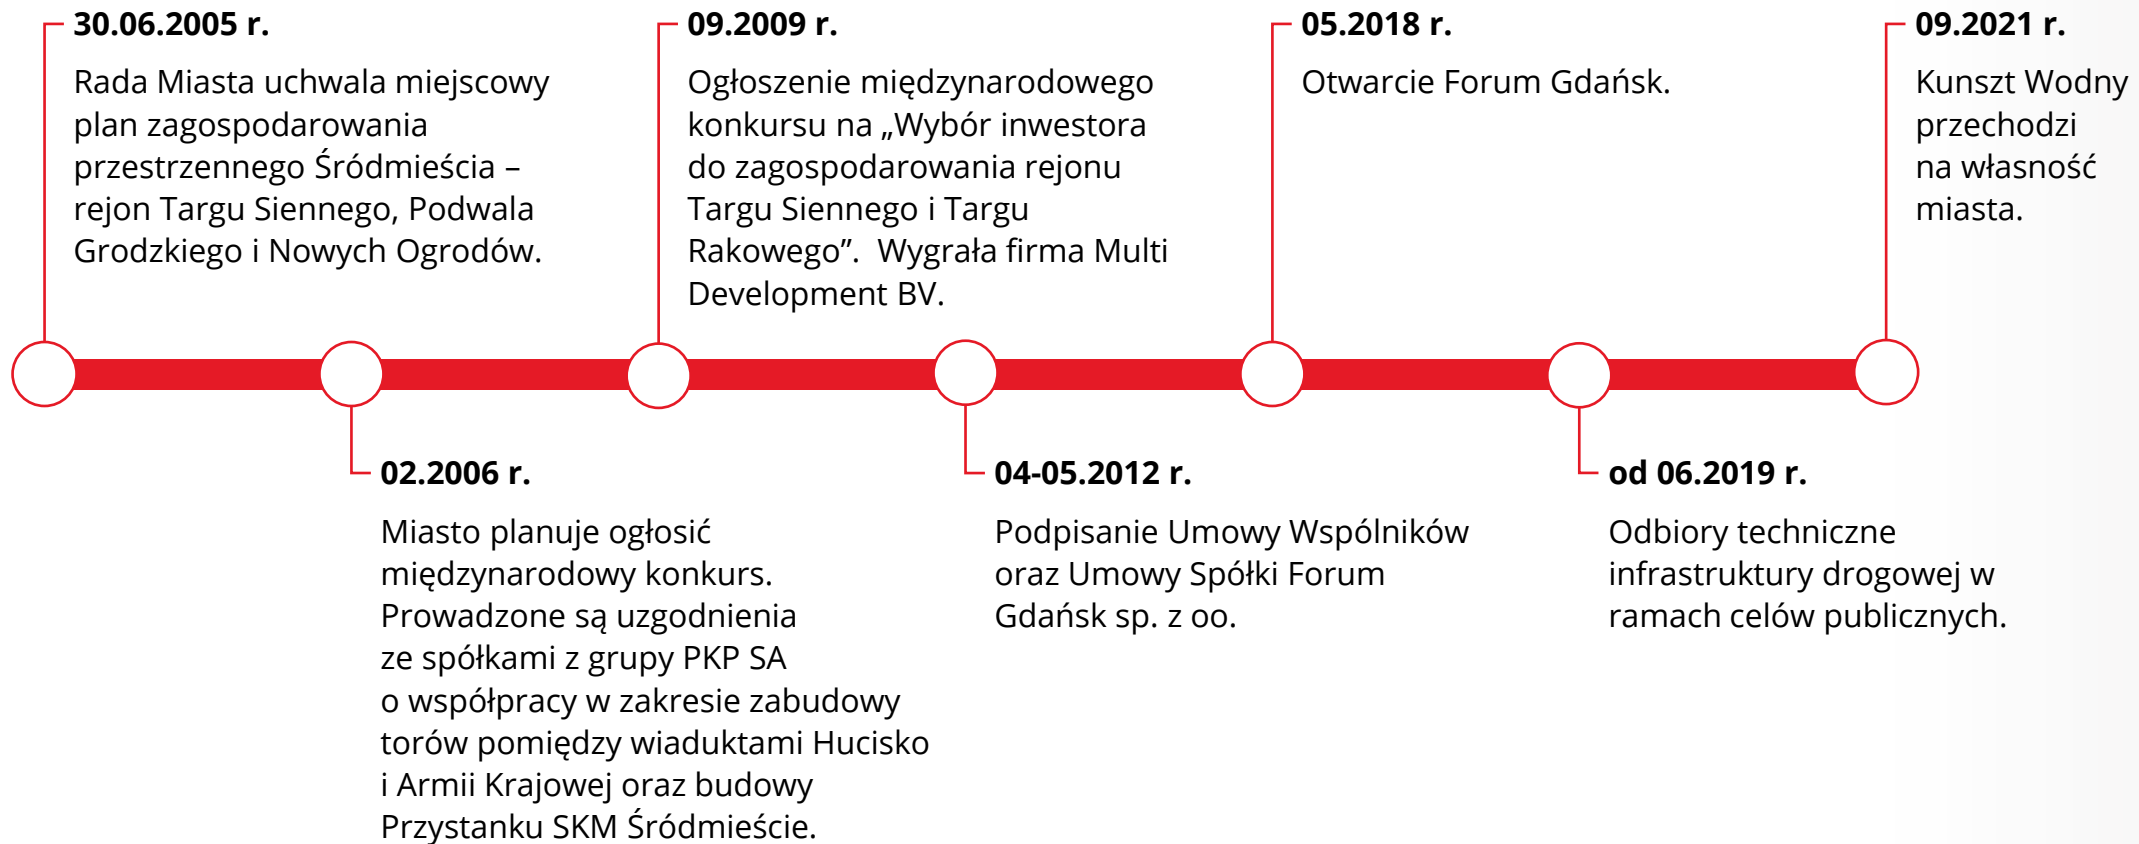 30.06.2005 r.
Rada Miasta uchwala miejscowy
plan zagospodarowania
przestrzennego Śródmieścia –
rejon Targu Siennego, Podwala
Grodzkiego i Nowych Ogrodów.
02.2006 r.
Miasto planuje ogłosić
międzynarodowy konkurs.
Prowadzone są uzgodnienia
ze spółkami z grupy PKP SA
o współpracy w zakresie zabudowy
torów pomiędzy wiaduktami Hucisko
i Armii Krajowej oraz budowy
Przystanku SKM Śródmieście.
09.2009 r.
Ogłoszenie międzynarodowego
konkursu na „Wybór inwestora
do zagospodarowania rejonu
Targu Siennego i Targu
Rakowego”.  Wygrała firma Multi
Development BV.
04-05.2012 r.
Podpisanie Umowy Wspólników
oraz Umowy Spółki Forum
Gdańsk sp. z oo.
05.2018 r.
Otwarcie Forum Gdańsk.
od 06.2019 r.
Odbiory techniczne
infrastruktury drogowej w
ramach celów publicznych.
09.2021 r.
Kunszt Wodny
przechodzi
na własność
miasta.